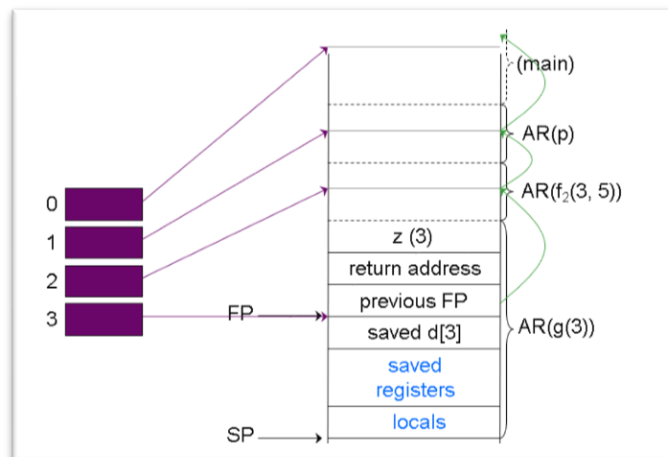 (main)
AR(p)
AR(f₂(3, 5))
0
1
2
3
z (3)
return address
previous FP
FP
saved d[3]
AR(g(3))
saved
registers
locals
SP